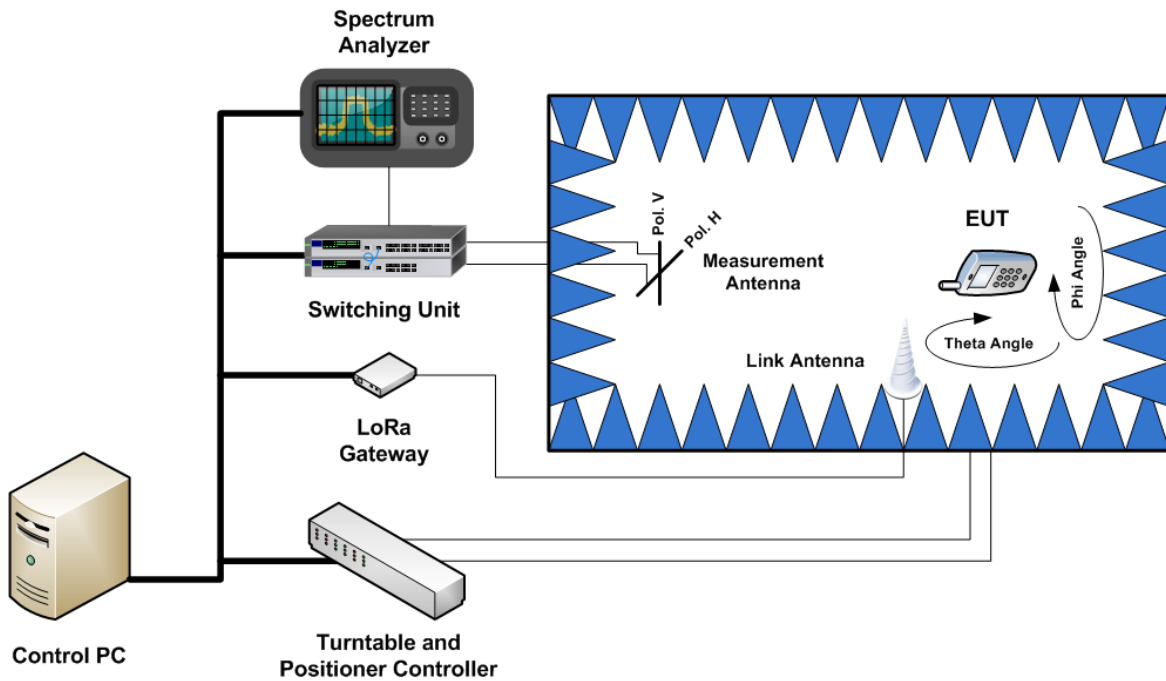 Spectrum
Analyzer
Pol. V
Pol. H
EUT
Measurement
Antenna
Phi Angle
Switching Unit
Theta Angle
Link Antenna
LoRa
Gateway
Control PC
Turntable and
Positioner Controller